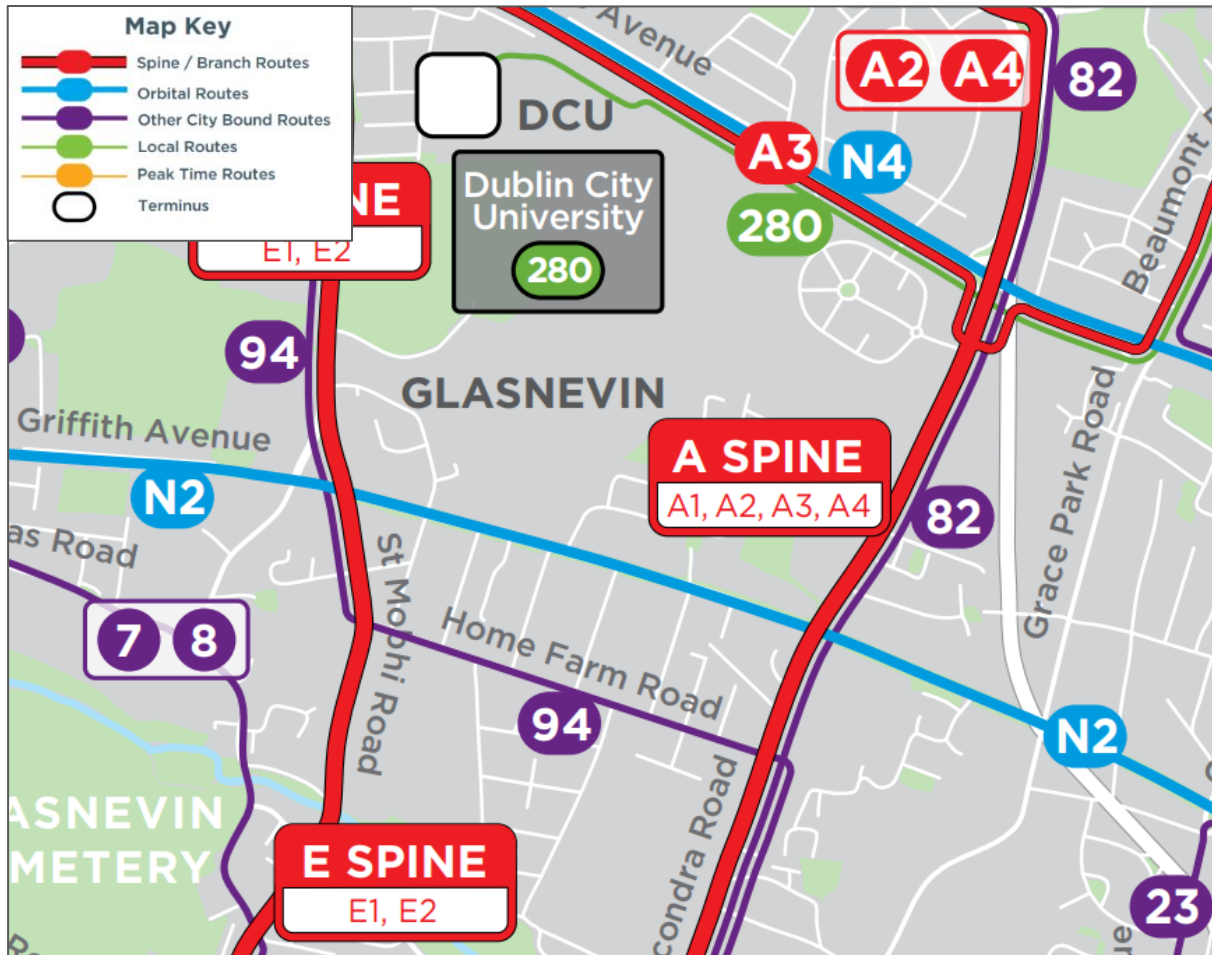 Map Key
Spine / Branch Routes
Orbital Routes
Other City Bound Routes
Local Routes
Peak Time Routes
Terminus
Avenue
A2 A4
82
DCU
A3 N4
Dublin City
University
280
280
Beaumont
E1, E2
94
GLASNEVIN
Griffith Avenue
N2
A SPINE
A1, A2, A3, A4
82
Grace Park Road
as Road
St Mobhi Road
7 8
Home Farm Road
94
N2
condra Road
ASNEVIN
METERY
E SPINE
E1, E2
23